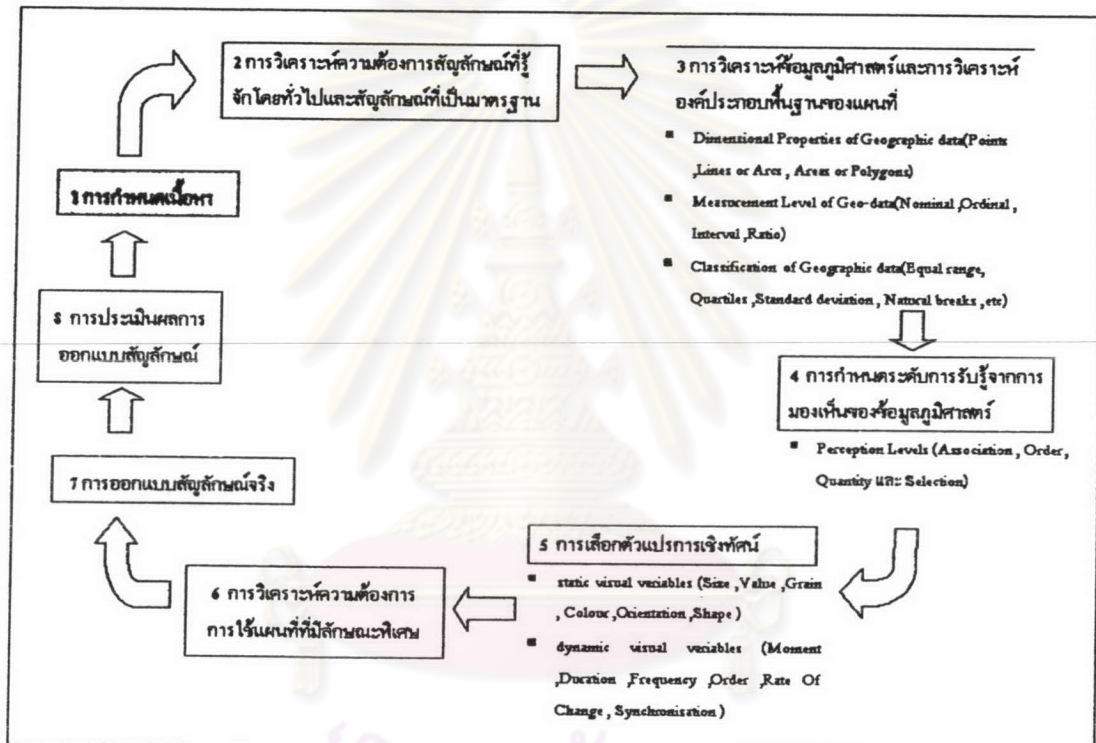 1 การกำหนดเนื้อหา
2 การวิเคราะห์ความต้องการสัญลักษณ์ที่รู้
จักโดยทั่วไปและสัญลักษณ์ที่เป็นมาตรฐาน
3 การวิเคราะห์ข้อมูลภูมิศาสตร์และการวิเคราะห์
องค์ประกอบพื้นฐานของแผนที่
▪ Dimensional Properties of Geographic data(Points
,Lines or Arcs , Areas or Polygons)
▪ Measurement Level of Geo-data(Nominal ,Ordinal ,
Interval ,Ratio)
▪ Classification of Geographic data(Equal range,
Quartiles ,Standard deviation , Natural breaks ,etc)
4 การกำหนดระดับการรับรู้จากการ
มองเห็นของข้อมูลภูมิศาสตร์
▪ Perception Levels (Association , Order,
Quantity และ Selection)
5 การเลือกตัวแปรการเชิงทัศน์
▪ static visual variables (Size ,Value ,Grain
, Colour ,Orientation ,Shape )
▪ dynamic visual variables (Moment
,Duration ,Frequency ,Order ,Rate Of
Change , Synchronisation )
6 การวิเคราะห์ความต้องการ
การใช้แผนที่ที่มีลักษณะพิเศษ
7 การออกแบบสัญลักษณ์จริง
8 การประเมินผลการ
ออกแบบสัญลักษณ์